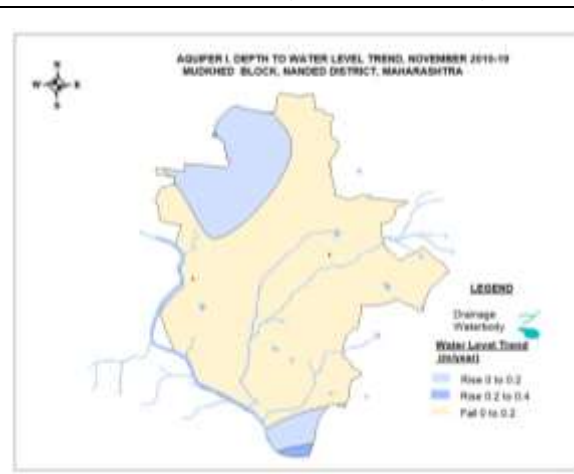 AQUIFER I, DEPTH TO WATER LEVEL TREND, NOVEMBER 2010-19
MUDKHED BLOCK, NANDED DISTRICT, MAHARASHTRA
N
W E
S
LEGEND
Drainage
Waterbody
Water Level Trend
(m/year)
Rise 0 to 0.2
Rise 0.2 to 0.4
Fall 0 to 0.2